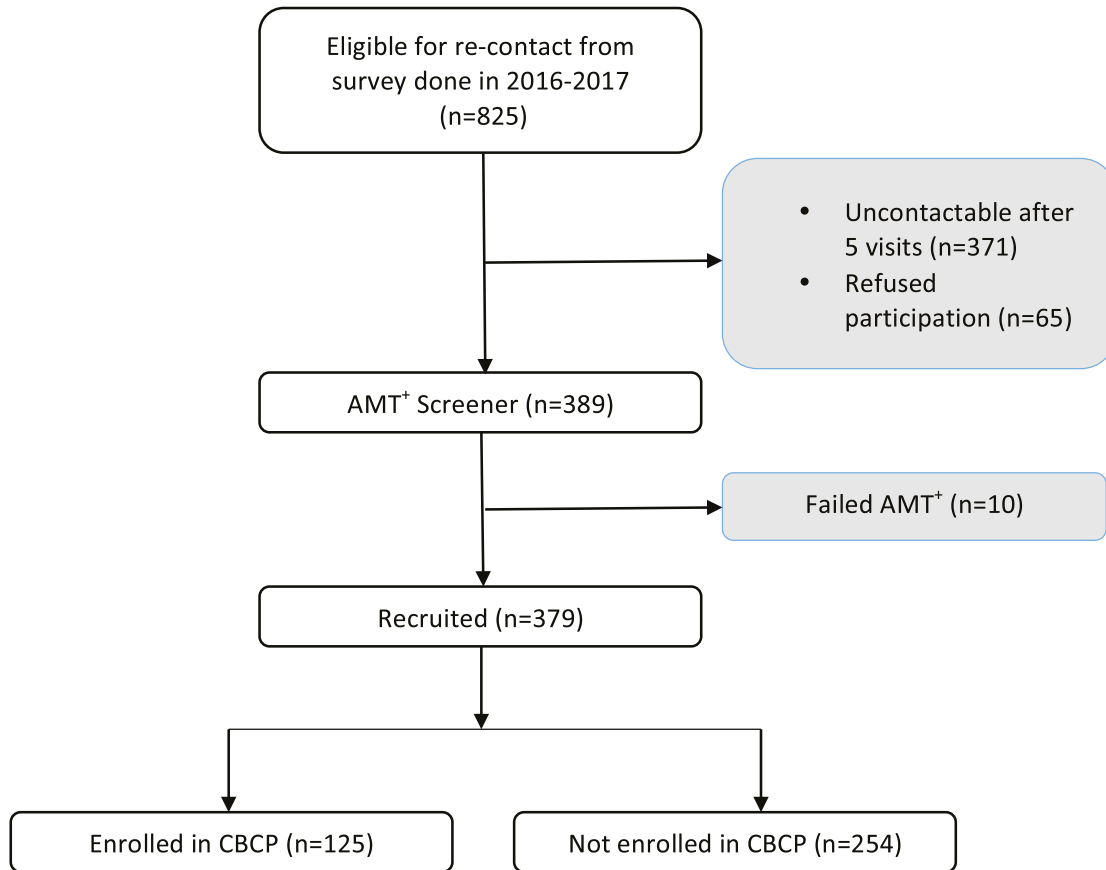 Eligible for re-contact from
survey done in 2016-2017
(n=825)
• Uncontactable after
5 visits (n=371)
• Refused
participation (n=65)
AMT⁺ Screener (n=389)
Failed AMT⁺ (n=10)
Recruited (n=379)
Enrolled in CBCP (n=125)
Not enrolled in CBCP (n=254)